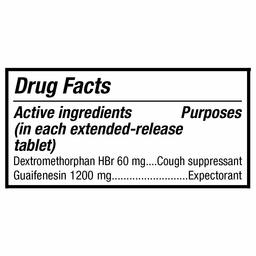 Drug Facts
Active ingredients Purposes
(in each extended-release
tablet)
Dextromethorphan HBr 60 mg....Cough suppressant
Guaifenesin 1200 mg..........................Expectorant